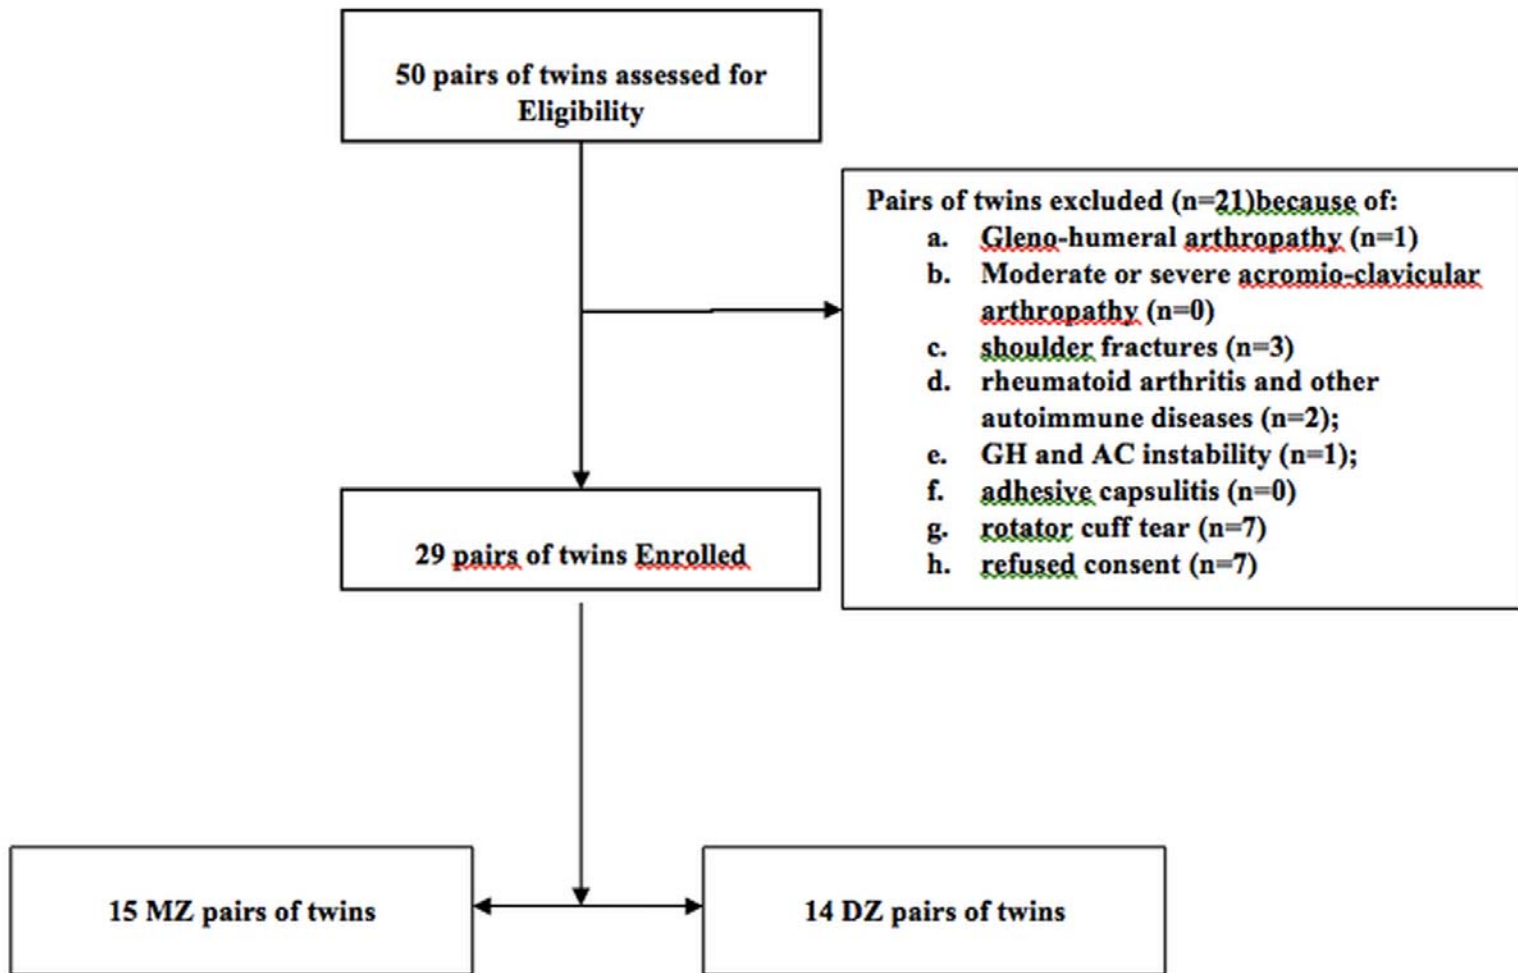 50 pairs of twins assessed for
Eligibility
Pairs of twins excluded (n=21)because of:
a. Gleno-humeral arthropathy (n=1)
b. Moderate or severe acromio-clavicular
arthropathy (n=0)
c. shoulder fractures (n=3)
d. rheumatoid arthritis and other
autoimmune diseases (n=2);
e. GH and AC instability (n=1);
f. adhesive capsulitis (n=0)
g. rotator cuff tear (n=7)
h. refused consent (n=7)
29 pairs of twins Enrolled
15 MZ pairs of twins
14 DZ pairs of twins